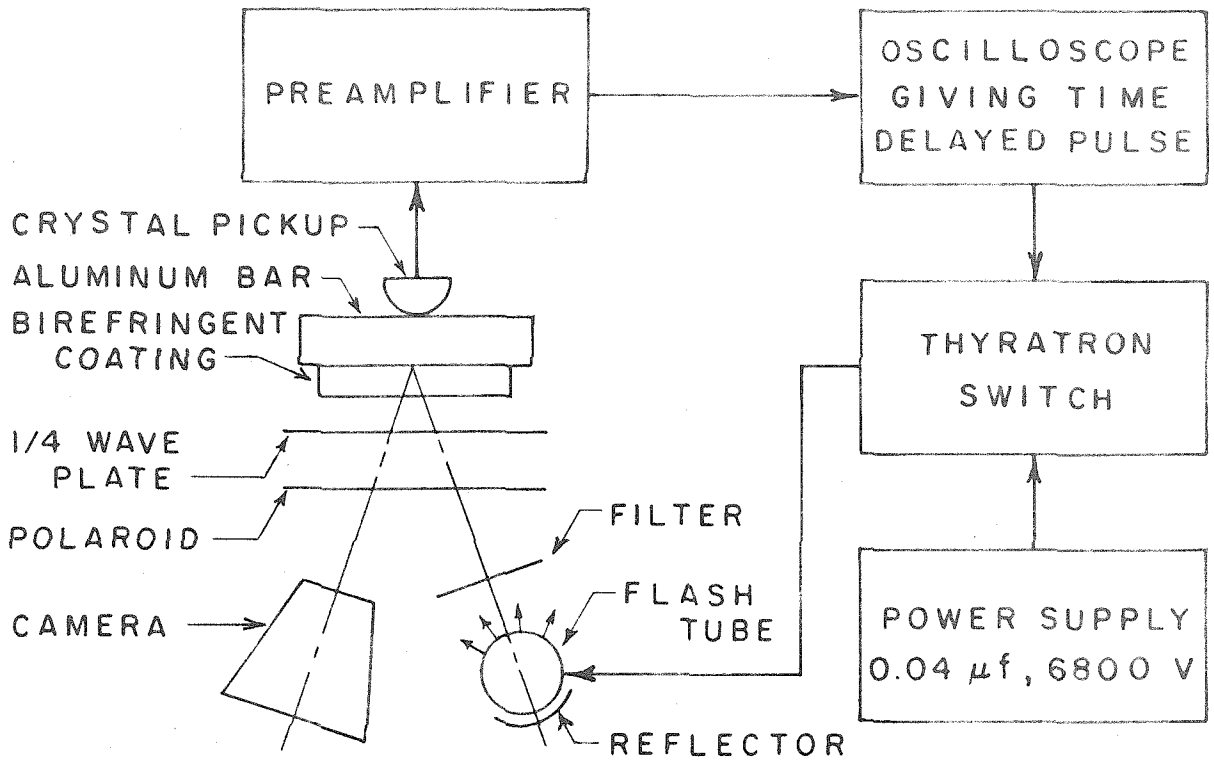 PREAMPLIFIER
OSCILLOSCOPE
GIVING TIME
DELAYED PULSE
CRYSTAL PICKUP
ALUMINUM BAR
BIREFRINGENT
COATING
1/4 WAVE
PLATE
POLAROID
CAMERA
THYRATRON
SWITCH
FILTER
FLASH
TUBE
REFLECTOR
POWER SUPPLY
0.04 μf, 6800 V